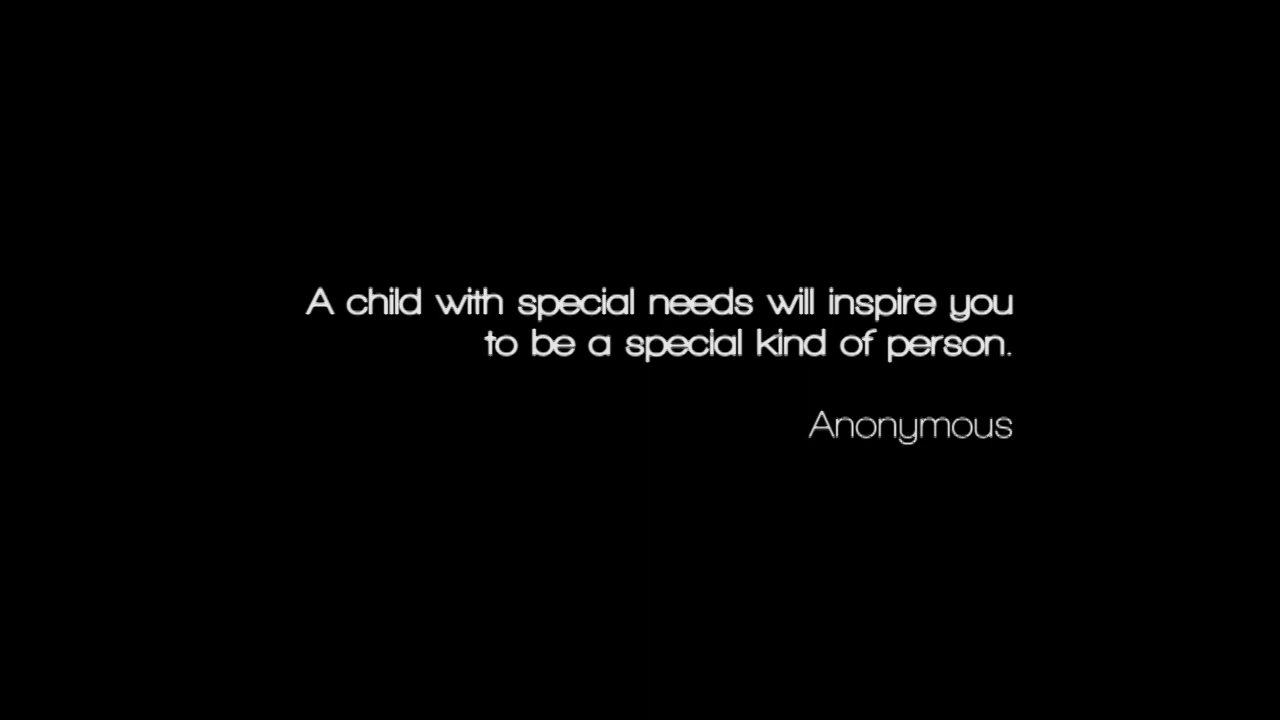 A child with special needs will inspire you
to be a special kind of person.
Anonymous